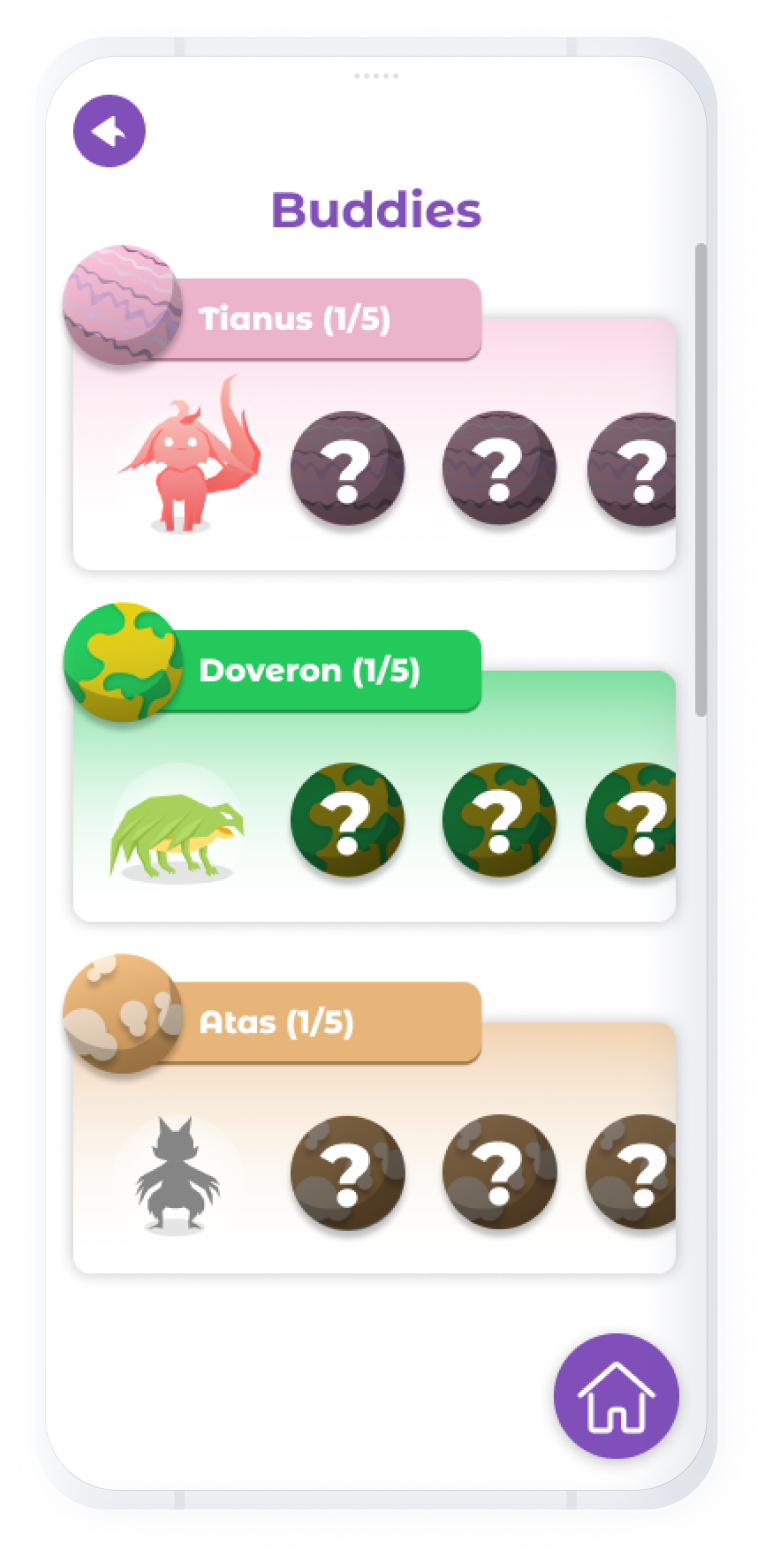 Buddies
Tianus (1/5)
? ? ?
Doveron (1/5)
? ? ?
Atas (1/5)
? ? ?